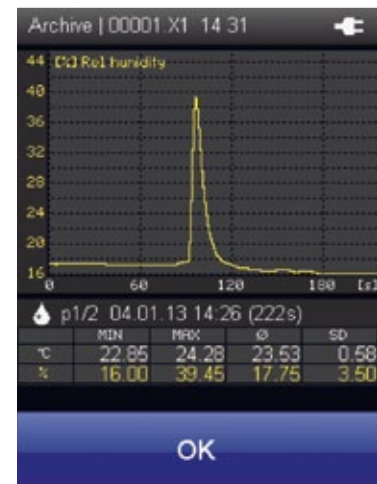 Archive | 00001.X1 14:31
44 [%] Rel humidity
40
36
32
28
24
20
16
0 60 120 180 [s]
p1/2 04.01.13 14:26 (222s)
MIN MAX Ø SD
°C 22.85 24.28 23.53 0.58
% 16.00 39.45 17.75 3.50
OK